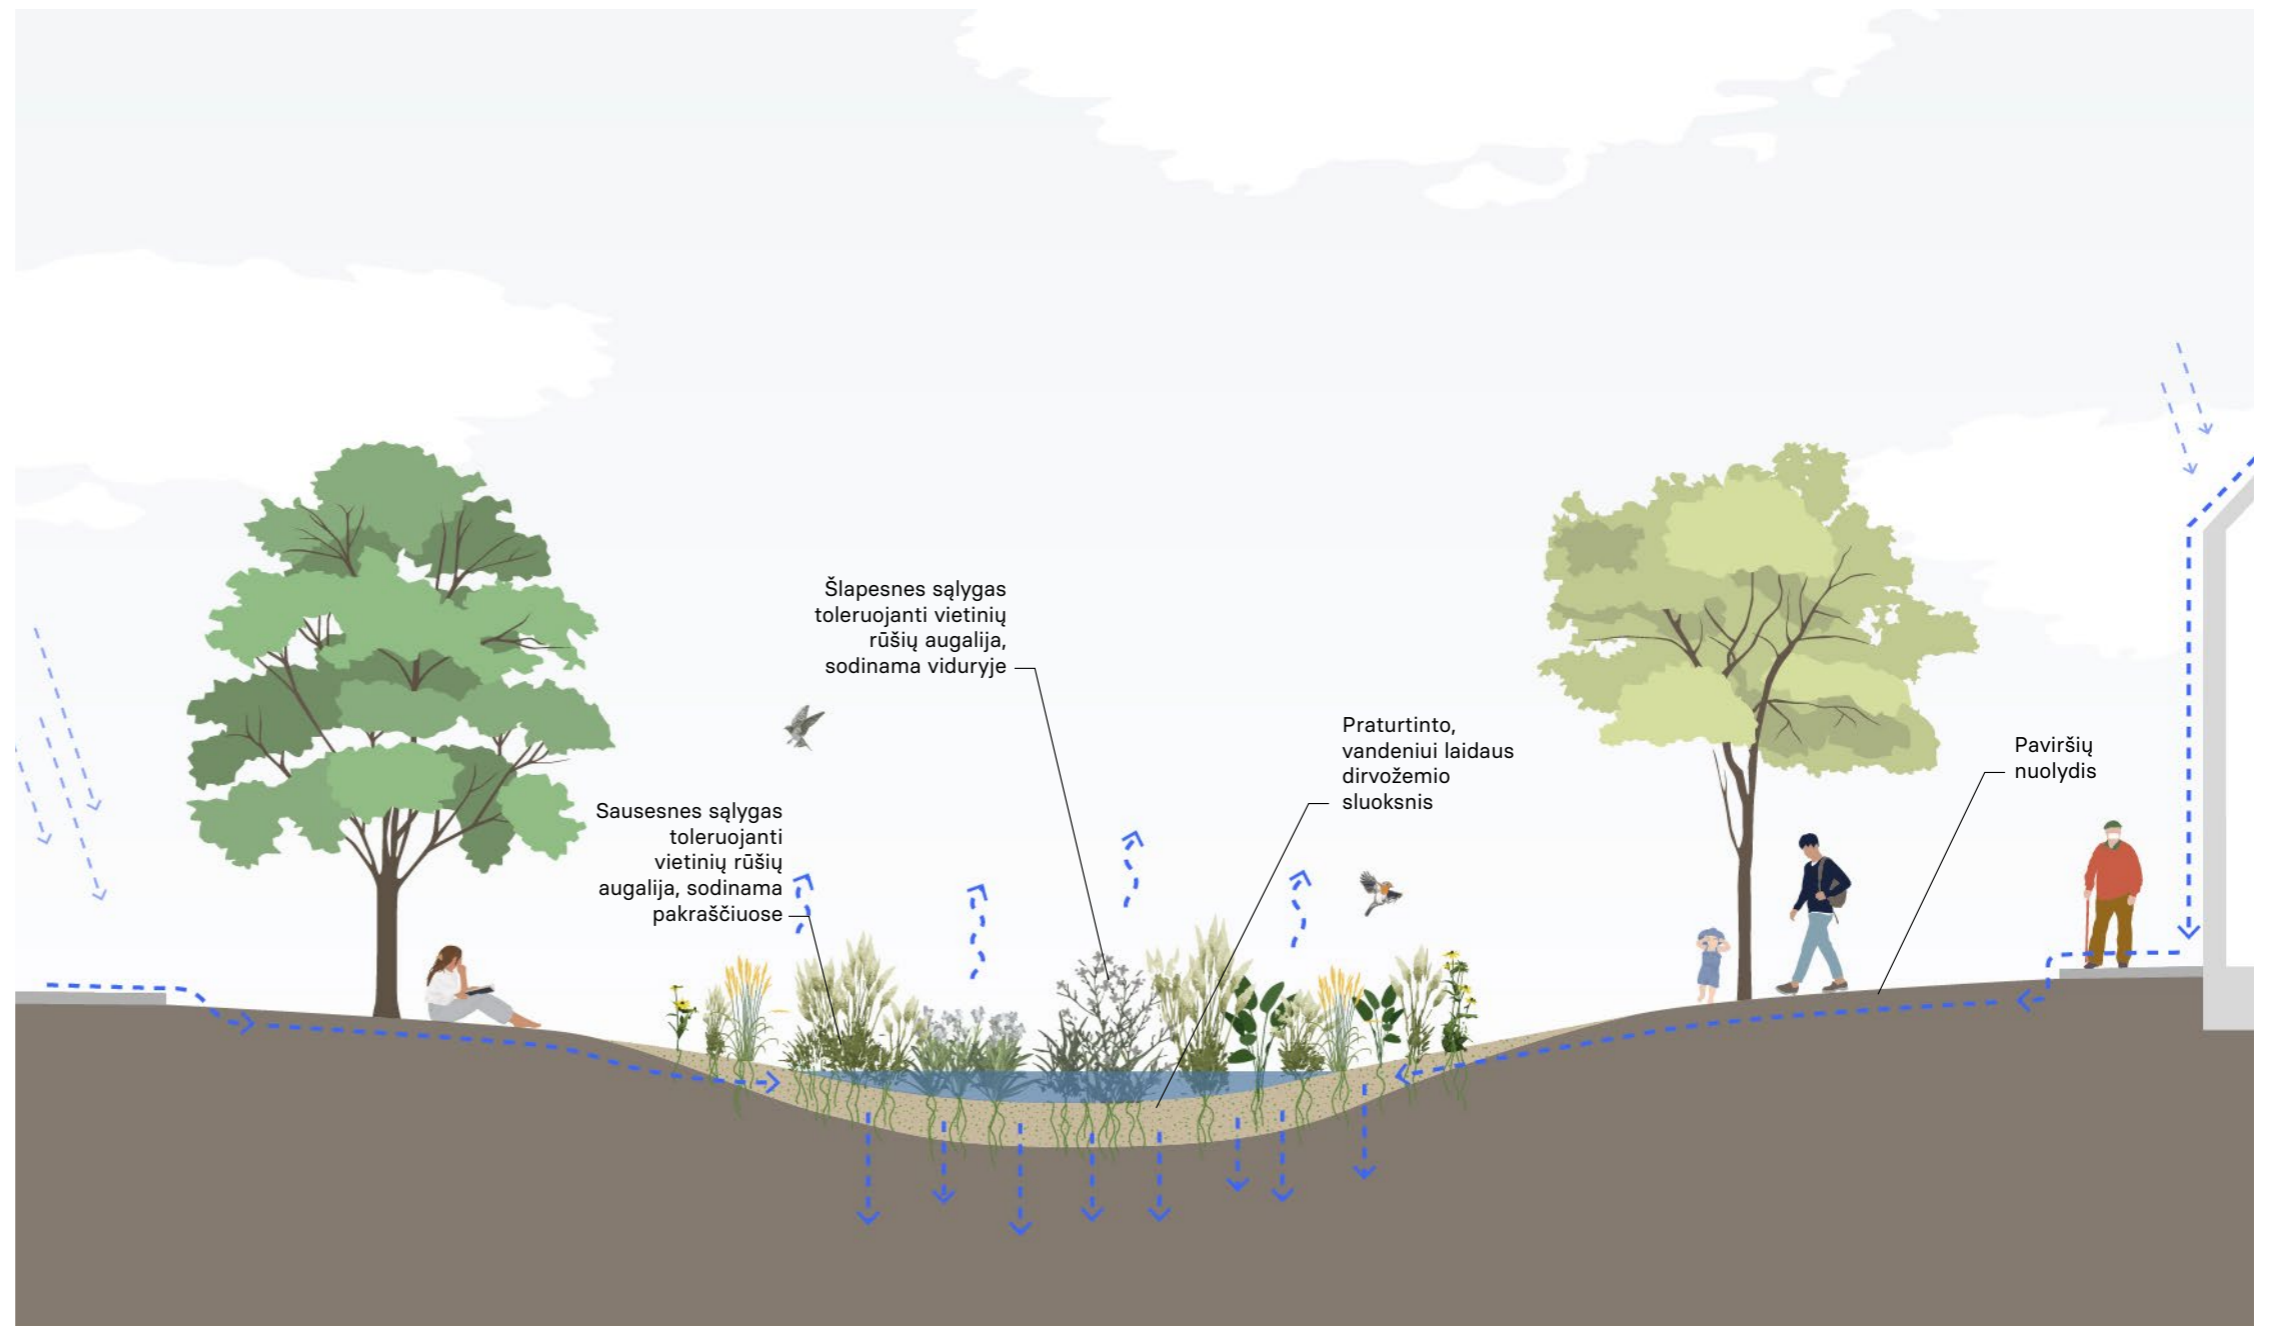 Šlapesnes sąlygas
toleruojanti vietinių
rūšių augalija,
sodinama viduryje
Sausesnes sąlygas
toleruojanti
vietinių rūšių
augalija, sodinama
pakraščiuose
Praturtinto,
vandeniui laidaus
dirvožemio
sluoksnis
Paviršių
nuolydis